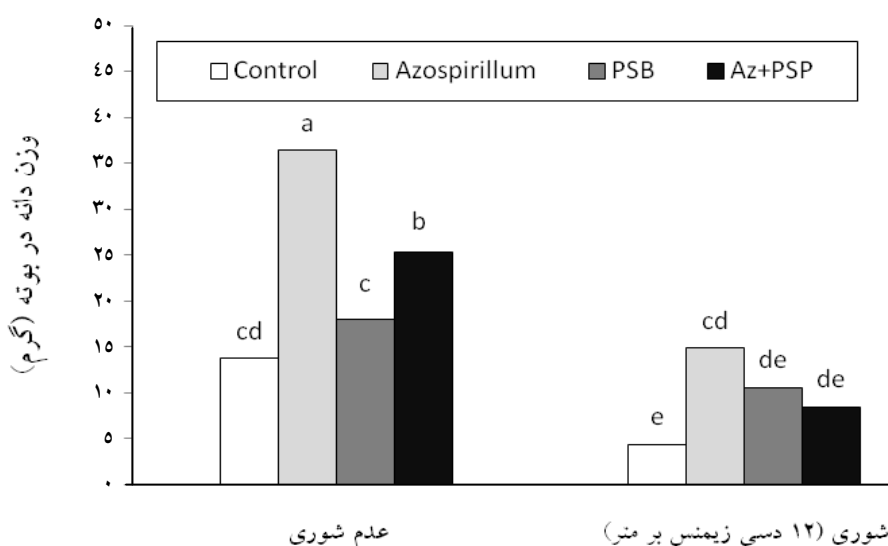 ۵۰
۴۵
۴۰
۳۵
۳۰
۲۵
۲۰
۱۵
۱۰
۵
۰
وزن دانه در بوته (گرم)
Control Azospirillum PSB Az+PSP
cd a c b
e cd de de
عدم شوری
شوری (۱۲ دسی زیمنس بر متر)